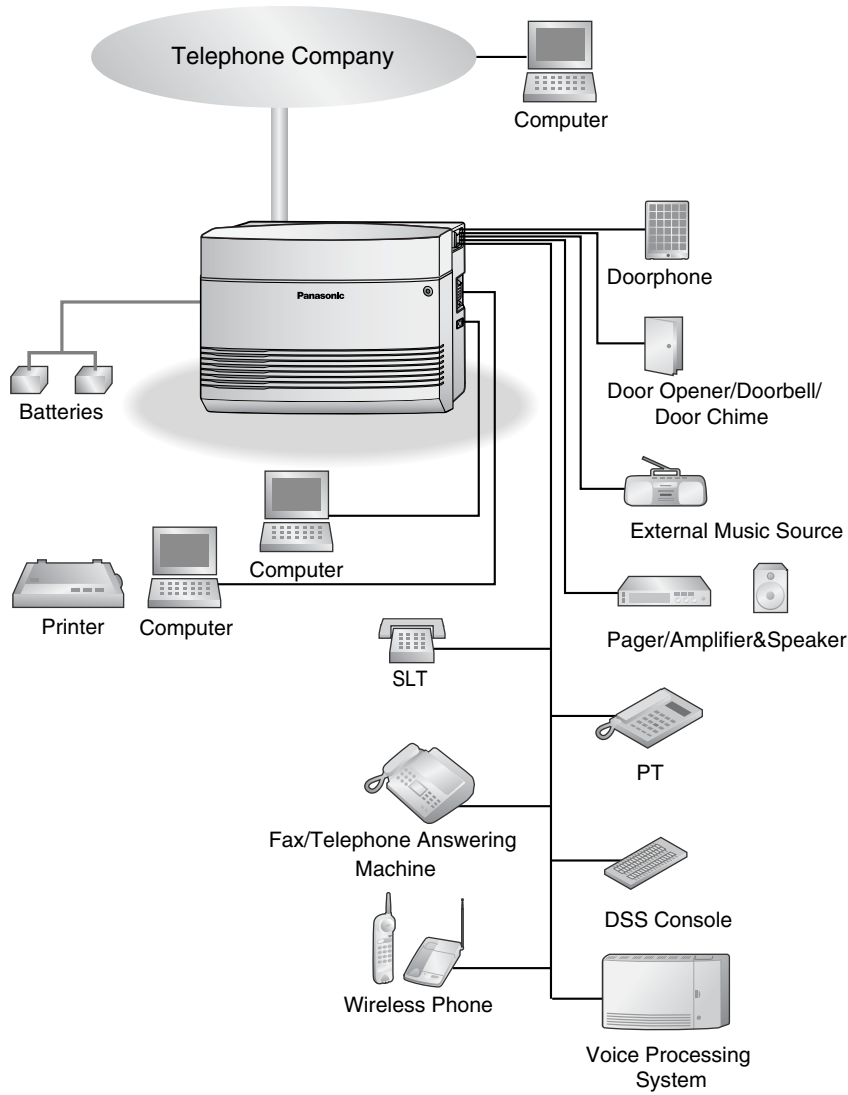 Telephone Company
Computer
Panasonic
Doorphone
Batteries
Door Opener/Doorbell/
Door Chime
External Music Source
Computer
Printer
Computer
Pager/Amplifier&Speaker
SLT
PT
Fax/Telephone Answering
Machine
DSS Console
Wireless Phone
Voice Processing
System